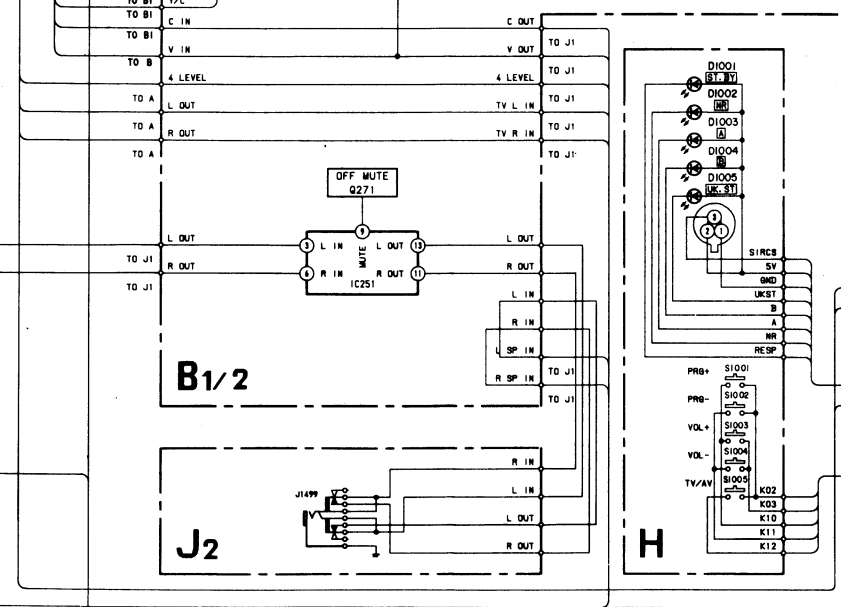 TO B1
Y/C
TO B1
C IN
C OUT
TO B1
V IN
V OUT
TO J1
TO B
4 LEVEL
4 LEVEL
TO J1
TO A
L OUT
TV L IN
TO J1
TO A
R OUT
TV R IN
TO J1
TO A
TO J1
OFF MUTE
Q271
9
L OUT
3
L IN
MUTE
L OUT
13
L OUT
TO J1
R OUT
6
R IN
R OUT
11
R OUT
TO J1
IC251
L IN
R IN
L SP IN
TO J1
R SP IN
TO J1
B1/2
D1001
ST.BY
D1002
NR
D1003
A
D1004
B
D1005
UK.ST
3
2
1
SIRCS
5V
GND
UKST
B
A
NR
RESP
PRG+
S1001
PRG-
S1002
VOL+
S1003
VOL-
S1004
TV/AV
S1005
K02
K03
K10
K11
K12
H
R IN
J1499
L IN
L OUT
R OUT
J2